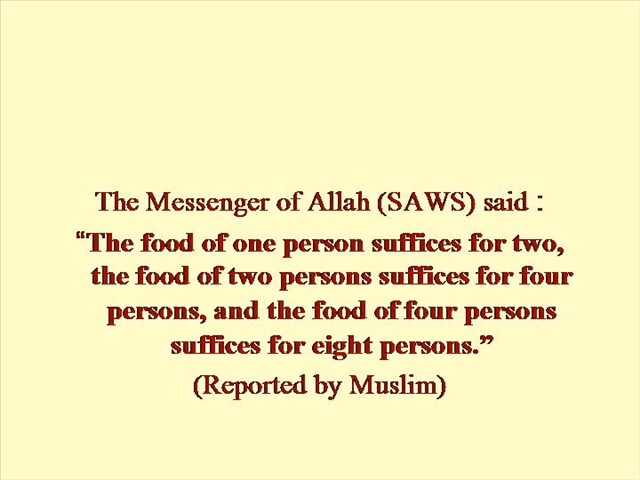 The Messenger of Allah (SAWS) said :
“The food of one person suffices for two,
the food of two persons suffices for four
persons, and the food of four persons
suffices for eight persons.”
(Reported by Muslim)